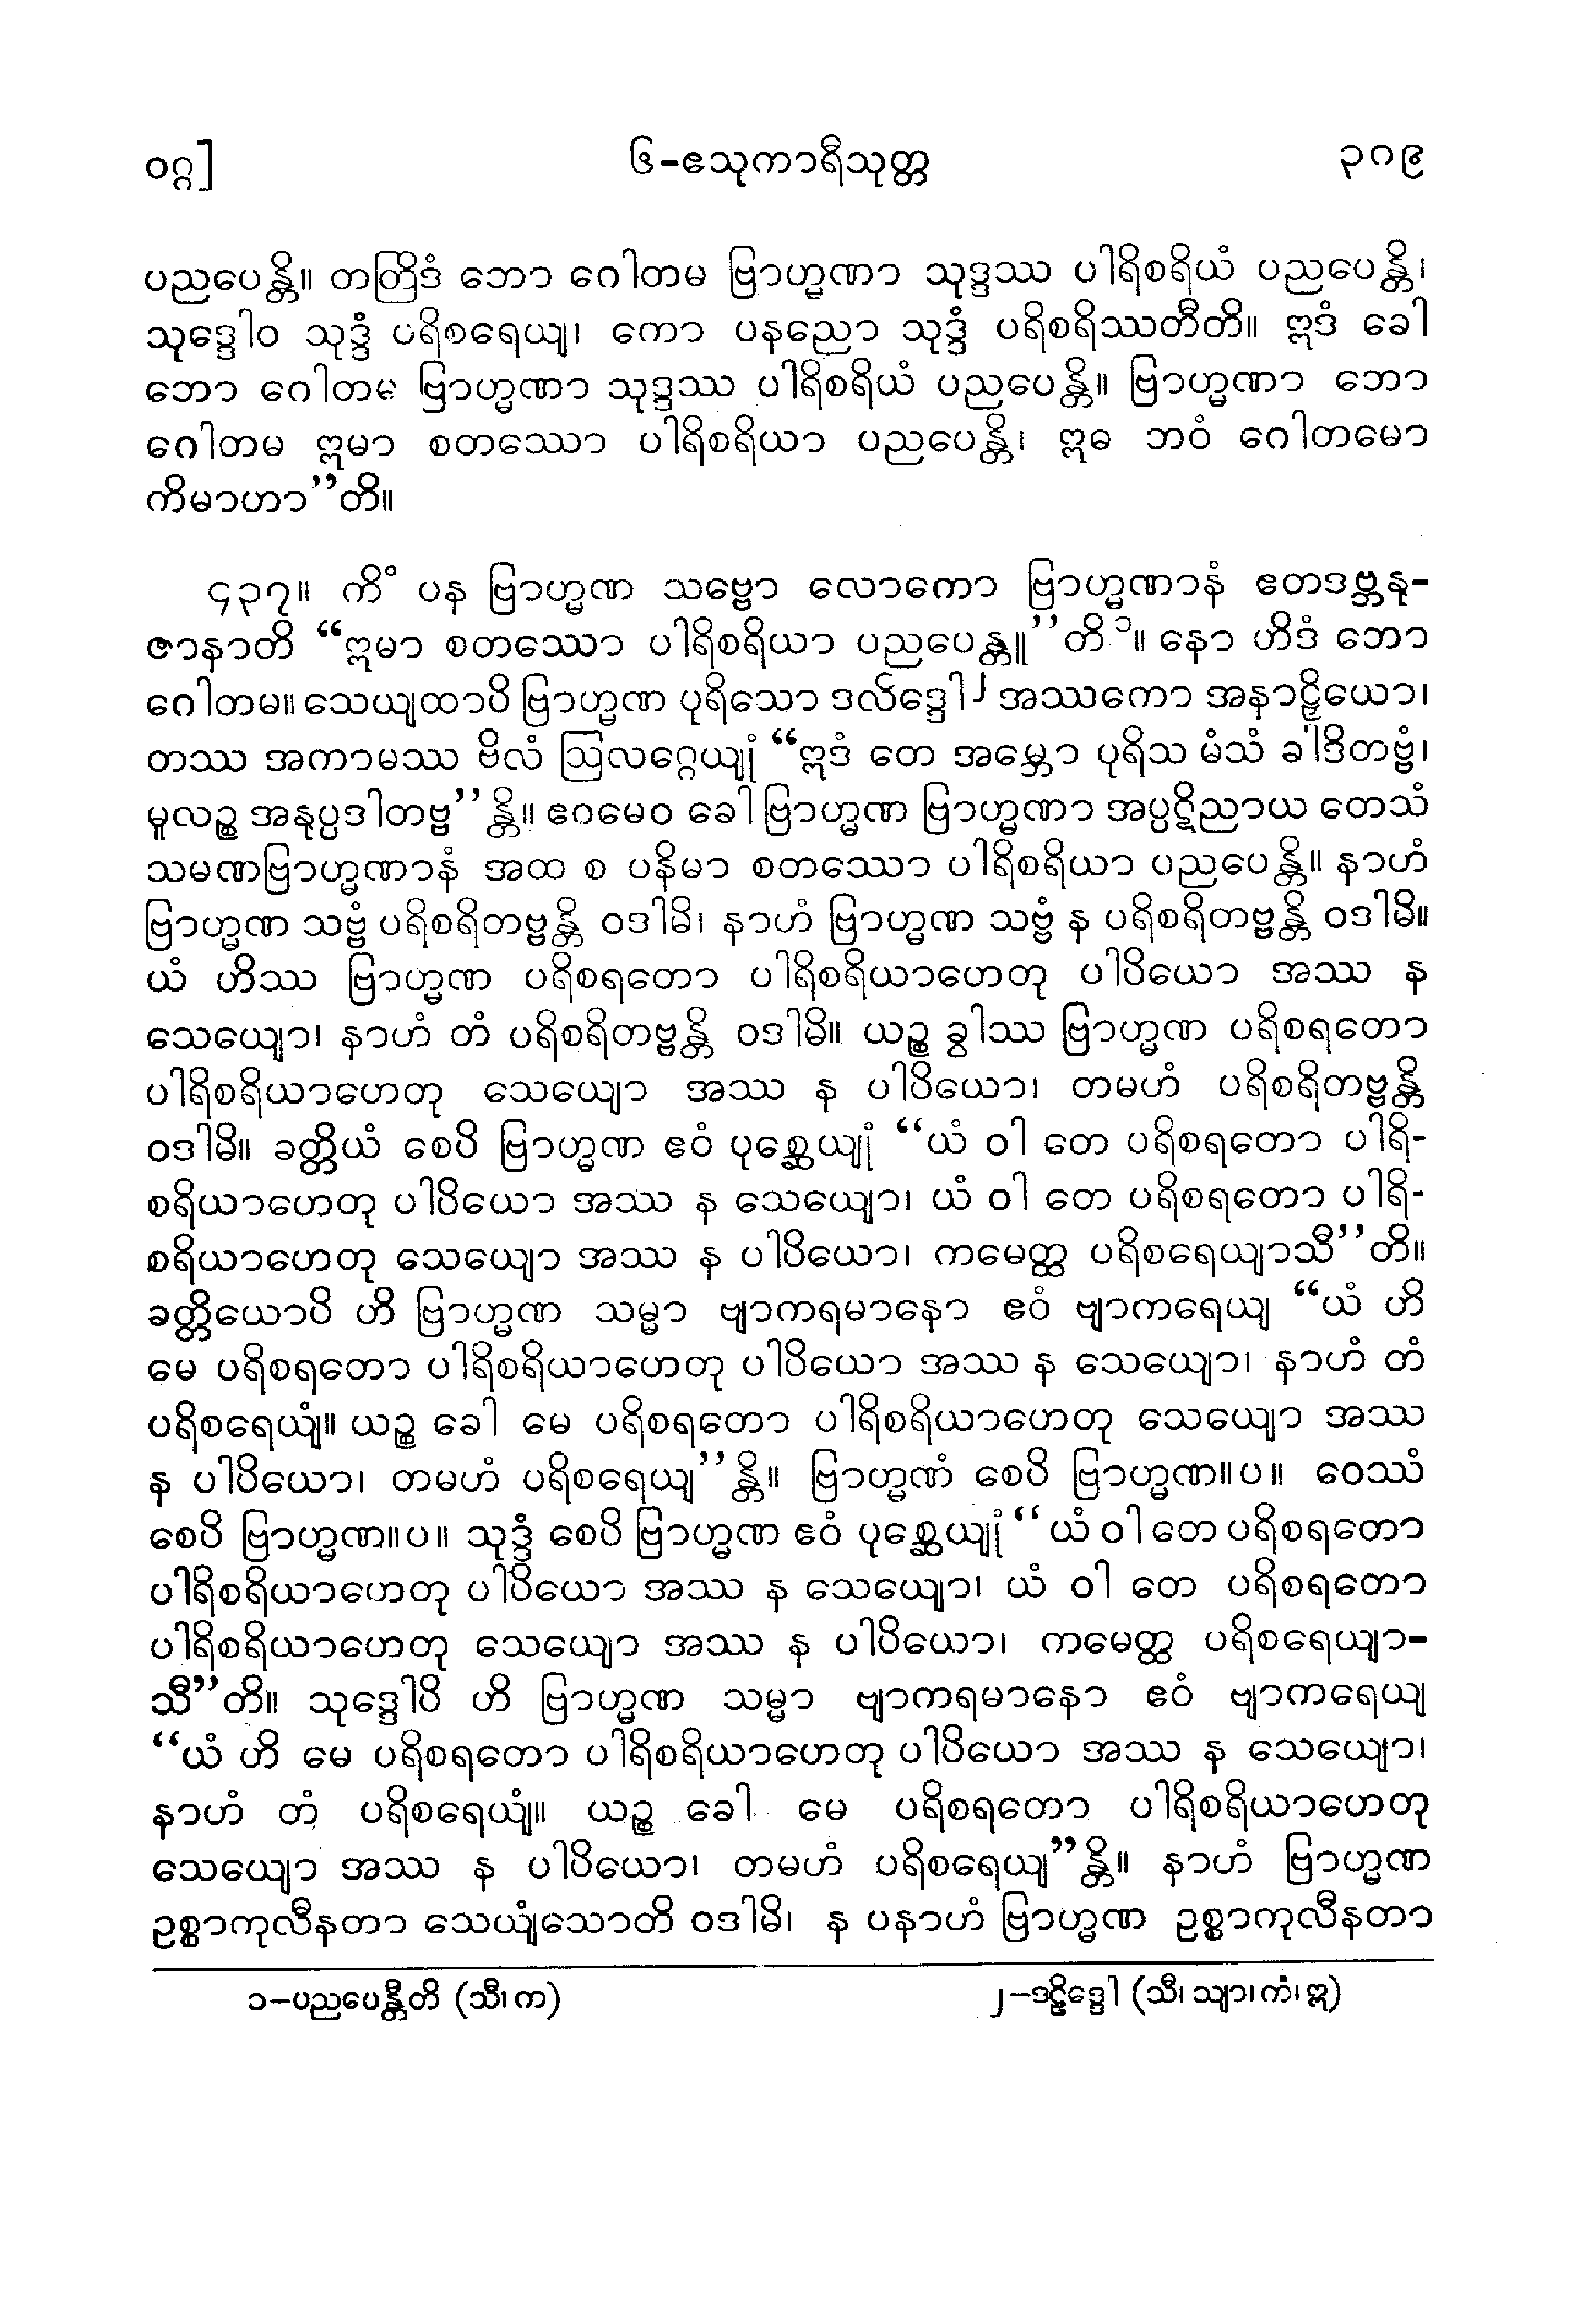 ဝဂ္ဂ] ၆-ဧသုကာရီသုတ္တ ၃၈၉
ပညပေန္တိ။ တတြိဒံ ဘော ဂေါတမ ဗြာဟ္မဏာ သုဒ္ဒဿ ပါရိစရိယံ ပညပေန္တိ၊
သုဒ္ဒေါဝ သုဒ္ဒံ ပရိစရေယျ၊ ကော ပနညော သုဒ္ဒံ ပရိစရိဿတီတိ။ ဣဒံ ခေါ
ဘော ဂေါတမ ဗြာဟ္မဏာ သုဒ္ဒဿ ပါရိစရိယံ ပညပေန္တိ။ ဗြာဟ္မဏာ ဘော
ဂေါတမ ဣမာ စတဿော ပါရိစရိယာ ပညပေန္တိ၊ ဣဓ ဘဝံ ဂေါတမော
ကိမာဟာ’’တိ။
၄၃၇။ ကိံ ပန ဗြာဟ္မဏ သဗ္ဗော လောကော ဗြာဟ္မဏာနံ ဧတဒဗ္ဘနု-
ဇာနာတိ “ဣမာ စတဿော ပါရိစရိယာ ပညပေန္တူ’’တိ ၁။ နော ဟိဒံ ဘော
ဂေါတမ။ သေယျထာပိ ဗြာဟ္မဏ ပုရိသော ဒလိဒ္ဒေါ ၂ အဿကော အနာဠှိယော၊
တဿ အကာမဿ ဗိလံ ဩလဂ္ဂေယျုံ “ဣဒံ တေ အမ္ဘော ပုရိသ မံသံ ခါဒိတဗ္ဗံ၊
မူလဉ္စ အနုပ္ပဒါတဗ္ဗ’’န္တိ။ ဧဝမေဝ ခေါ ဗြာဟ္မဏ ဗြာဟ္မဏာ အပ္ပဋိညာယ တေသံ
သမဏဗြာဟ္မဏာနံ အထ စ ပနိမာ စတဿော ပါရိစရိယာ ပညပေန္တိ။ နာဟံ
ဗြာဟ္မဏ သဗ္ဗံ ပရိစရိတဗ္ဗန္တိ ဝဒါမိ၊ နာဟံ ဗြာဟ္မဏ သဗ္ဗံ န ပရိစရိတဗ္ဗန္တိ ဝဒါမိ။
ယံ ဟိဿ ဗြာဟ္မဏ ပရိစရတော ပါရိစရိယာဟေတု ပါပိယော အဿ န
သေယျော၊ နာဟံ တံ ပရိစရိတဗ္ဗန္တိ ဝဒါမိ။ ယဉ္စ ခွါဿ ဗြာဟ္မဏ ပရိစရတော
ပါရိစရိယာဟေတု သေယျော အဿ န ပါပိယော၊ တမဟံ ပရိစရိတဗ္ဗန္တိ
ဝဒါမိ။ ခတ္တိယံ စေပိ ဗြာဟ္မဏ ဧဝံ ပုစ္ဆေယျုံ “ယံ ဝါ တေ ပရိစရတော ပါရိ-
စရိယာဟေတု ပါပိယော အဿ န သေယျော၊ ယံ ဝါ တေ ပရိစရတော ပါရိ-
စရိယာဟေတု သေယျော အဿ န ပါပိယော၊ ကမေတ္ထ ပရိစရေယျာသီ’’တိ။
ခတ္တိယောပိ ဟိ ဗြာဟ္မဏ သမ္မာ ဗျာကရမာနော ဧဝံ ဗျာကရေယျ “ယံ ဟိ
မေ ပရိစရတော ပါရိစရိယာဟေတု ပါပိယော အဿ န သေယျော၊ နာဟံ တံ
ပရိစရေယျံ။ ယဉ္စ ခေါ မေ ပရိစရတော ပါရိစရိယာဟေတု သေယျော အဿ
န ပါပိယော၊ တမဟံ ပရိစရေယျ’’န္တိ။ ဗြာဟ္မဏံ စေပိ ဗြာဟ္မဏ။ပ။ ဝေဿံ
စေပိ ဗြာဟ္မဏ။ပ။ သုဒ္ဒံ စေပိ ဗြာဟ္မဏ ဧဝံ ပုစ္ဆေယျုံ “ယံ ဝါ တေ ပရိစရတော
ပါရိစရိယာဟေတု ပါပိယော အဿ န သေယျော၊ ယံ ဝါ တေ ပရိစရတော
ပါရိစရိယာဟေတု သေယျော အဿ န ပါပိယော၊ ကမေတ္ထ ပရိစရေယျာ-
သီ’’တိ။ သုဒ္ဒေါပိ ဟိ ဗြာဟ္မဏ သမ္မာ ဗျာကရမာနော ဧဝံ ဗျာကရေယျ
“ယံ ဟိ မေ ပရိစရတော ပါရိစရိယာဟေတု ပါပိယော အဿ န သေယျော၊
နာဟံ တံ ပရိစရေယျံ။ ယဉ္စ ခေါ မေ ပရိစရတော ပါရိစရိယာဟေတု
သေယျော အဿ န ပါပိယော၊ တမဟံ ပရိစရေယျ’’န္တိ။ နာဟံ ဗြာဟ္မဏ
ဥစ္စာကုလီနတာ သေယျံသောတိ ဝဒါမိ၊ န ပနာဟံ ဗြာဟ္မဏ ဥစ္စာကုလီနတာ
၁-ပညပေန္တီတိ (သီ၊ က) ၂-ဒဠိဒ္ဒေါ (သီ၊ သျာ၊ ကံ၊ ဣ)